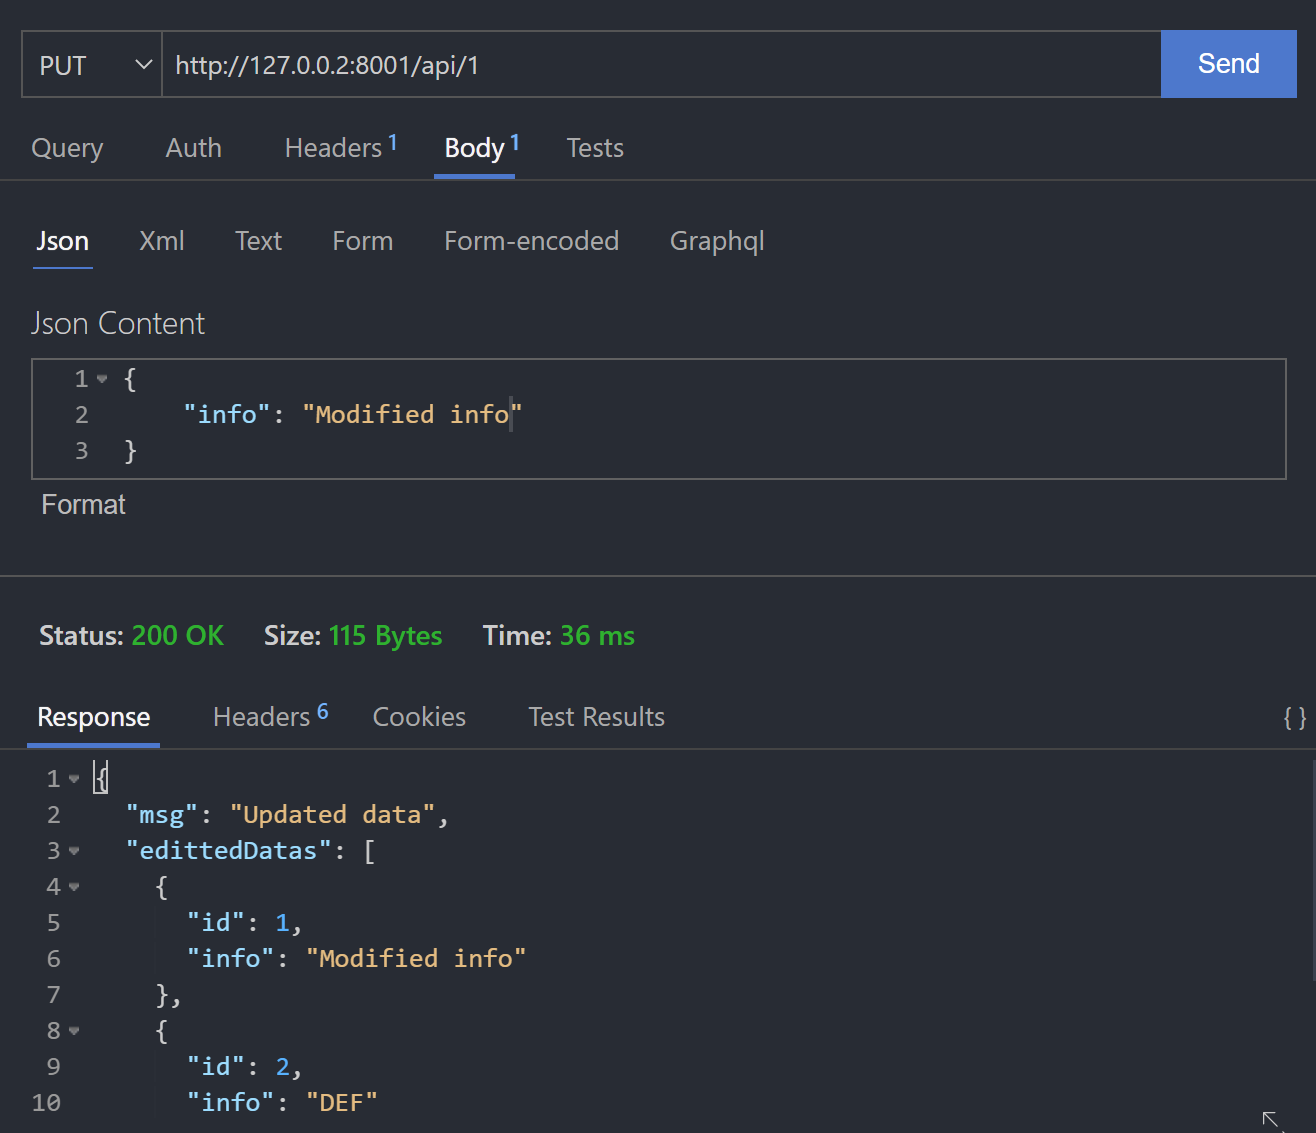 PUT http://127.0.0.2:8001/api/1 Send
Query Auth Headers 1 Body 1 Tests
Json Xml Text Form Form-encoded Graphql
Json Content
1 {
2 "info": "Modified info"
3 }
Format
Status: 200 OK Size: 115 Bytes Time: 36 ms
Response Headers 6 Cookies Test Results { }
1 {
2 "msg": "Updated data",
3 "edittedDatas": [
4 {
5 "id": 1,
6 "info": "Modified info"
7 },
8 {
9 "id": 2,
10 "info": "DEF"